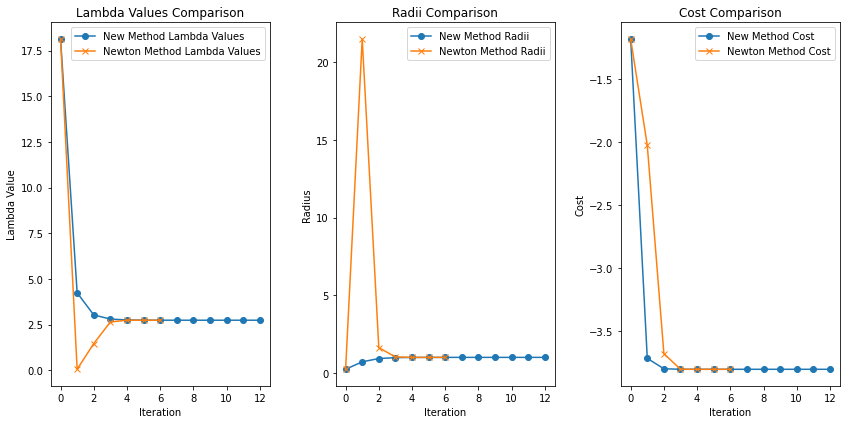 Lambda Values Comparison
New Method Lambda Values
Newton Method Lambda Values
17.5
15.0
12.5
10.0
7.5
5.0
2.5
0.0
Lambda Value
0 2 4 6 8 10 12
Iteration
Radii Comparison
New Method Radii
Newton Method Radii
20
15
10
5
0
Radius
0 2 4 6 8 10 12
Iteration
Cost Comparison
New Method Cost
Newton Method Cost
−1.5
−2.0
−2.5
−3.0
−3.5
Cost
0 2 4 6 8 10 12
Iteration